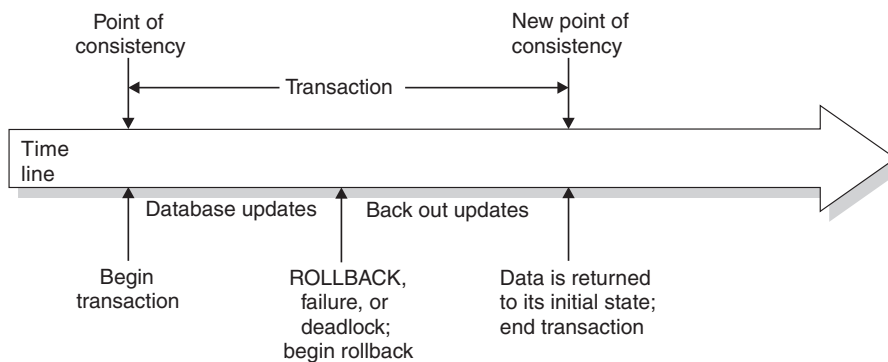 Point of
consistency
New point of
consistency
Transaction
Time
line
Database updates
Back out updates
Begin
transaction
ROLLBACK,
failure, or
deadlock;
begin rollback
Data is returned
to its initial state;
end transaction